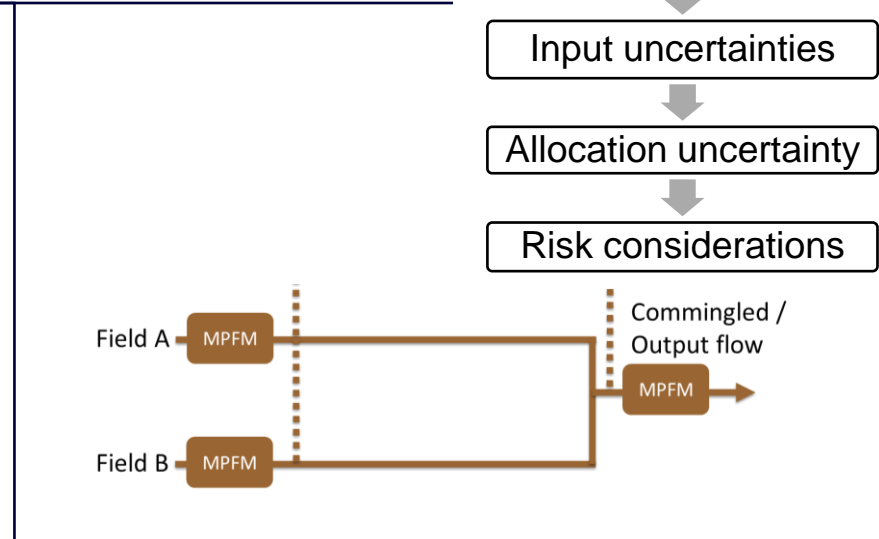 Input uncertainties
Allocation uncertainty
Risk considerations
Commingled /
Output flow
Field A
MPFM
MPFM
Field B
MPFM